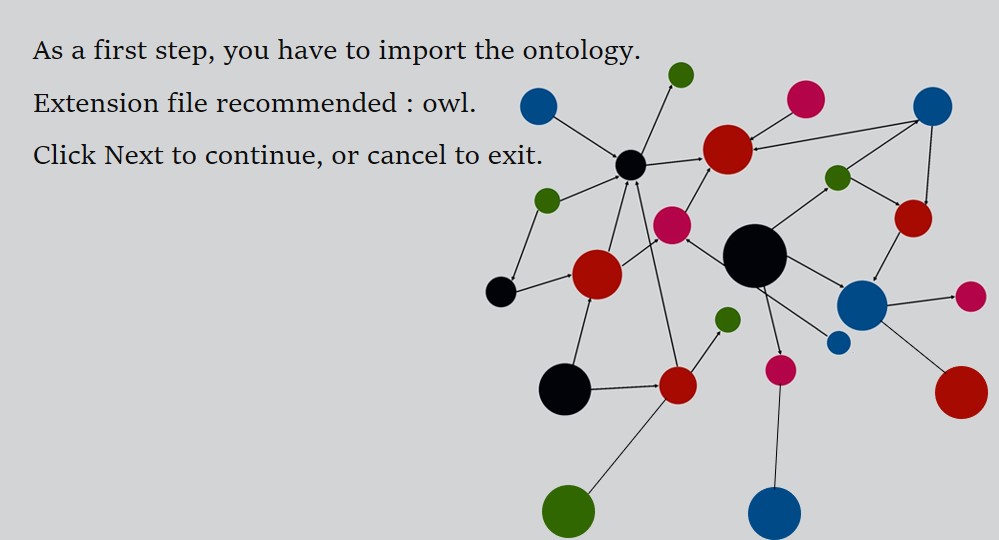 As a first step, you have to import the ontology.
Extension file recommended : owl.
Click Next to continue, or cancel to exit.